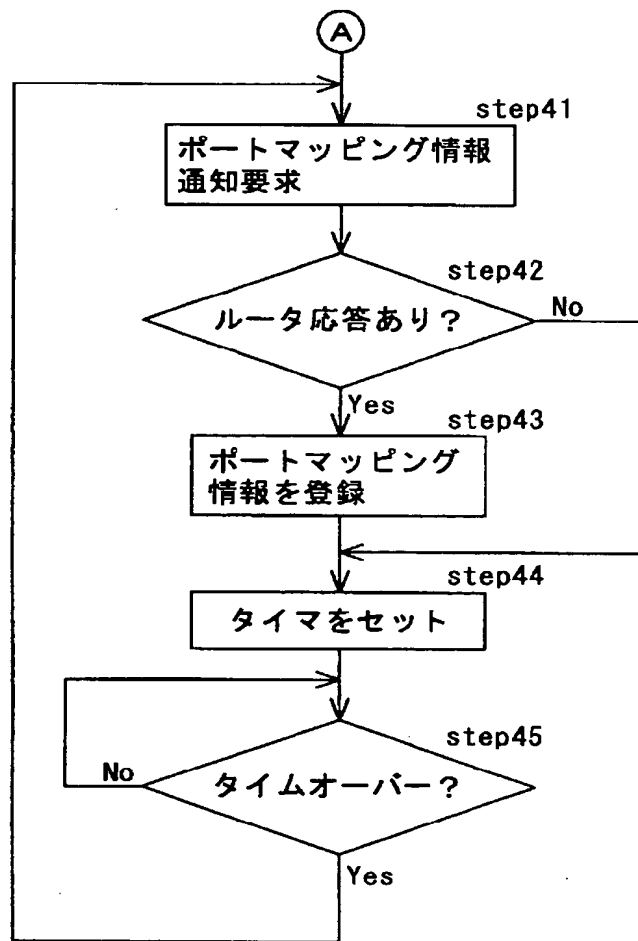 A
step41
ポートマッピング情報
通知要求
step42
ルータ応答あり？
No
Yes
step43
ポートマッピング
情報を登録
step44
タイマをセット
step45
タイムオーバー？
No
Yes